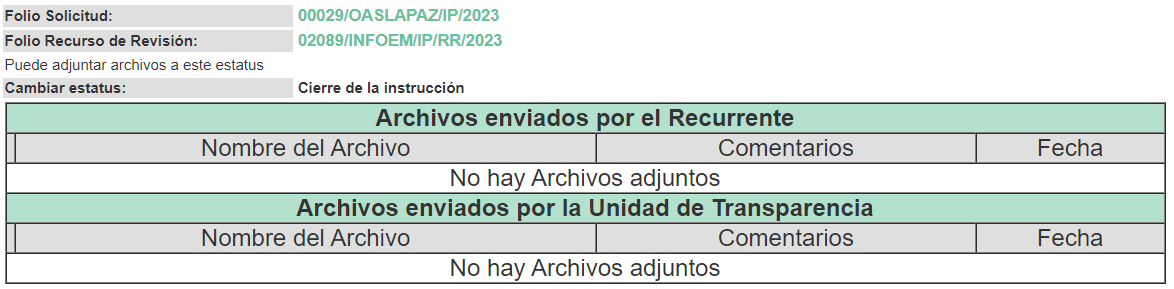 Folio Solicitud: 00029/OASLAPAZ/IP/2023
Folio Recurso de Revisión: 02089/INFOEM/IP/RR/2023
Puede adjuntar archivos a este estatus
Cambiar estatus: Cierre de la instrucción
Archivos enviados por el Recurrente
Nombre del Archivo Comentarios Fecha
No hay Archivos adjuntos
Archivos enviados por la Unidad de Transparencia
Nombre del Archivo Comentarios Fecha
No hay Archivos adjuntos